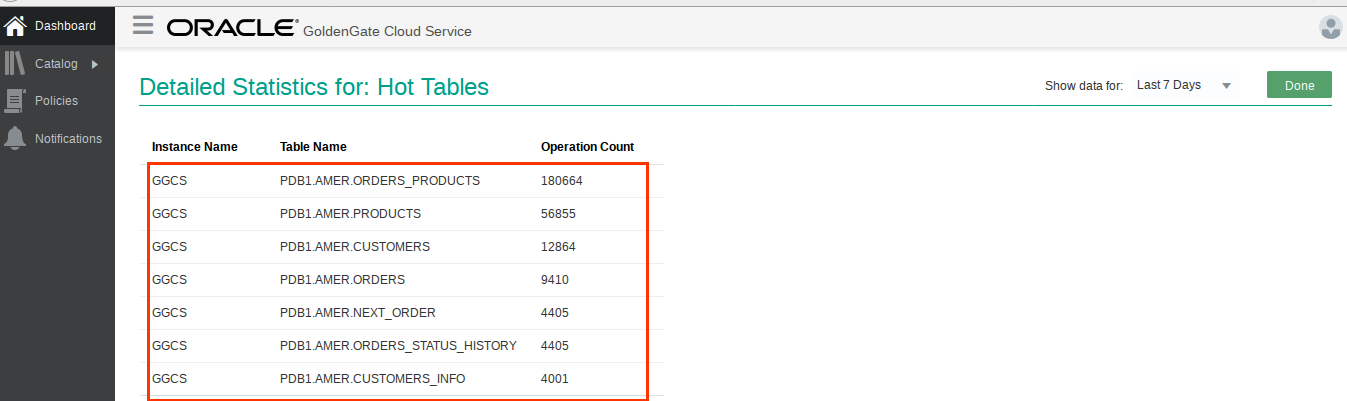 Dashboard
ORACLE® GoldenGate Cloud Service
Catalog
Policies
Notifications
Detailed Statistics for: Hot Tables
Show data for: Last 7 Days Done
Instance Name Table Name Operation Count
GGCS PDB1.AMER.ORDERS_PRODUCTS 180664
GGCS PDB1.AMER.PRODUCTS 56855
GGCS PDB1.AMER.CUSTOMERS 12864
GGCS PDB1.AMER.ORDERS 9410
GGCS PDB1.AMER.NEXT_ORDER 4405
GGCS PDB1.AMER.ORDERS_STATUS_HISTORY 4405
GGCS PDB1.AMER.CUSTOMERS_INFO 4001